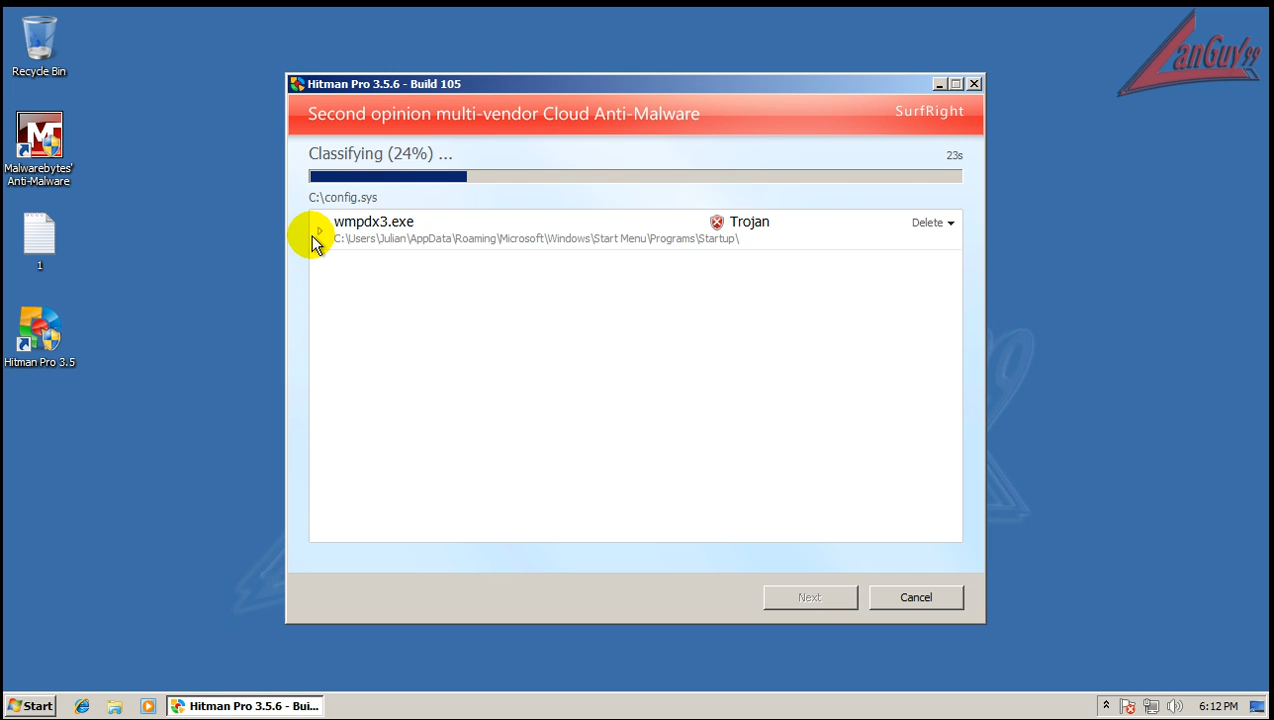 Recycle Bin
Malwarebytes'
Anti-Malware
1
Hitman Pro 3.5
LanGuy99
Hitman Pro 3.5.6 - Build 105
Second opinion multi-vendor Cloud Anti-Malware
SurfRight
Classifying (24%) ...
23s
C:\config.sys
wmpdx3.exe
Trojan
Delete
C:\Users\Julian\AppData\Roaming\Microsoft\Windows\Start Menu\Programs\Startup\
Next
Cancel
Start
Hitman Pro 3.5.6 - Bui...
6:12 PM